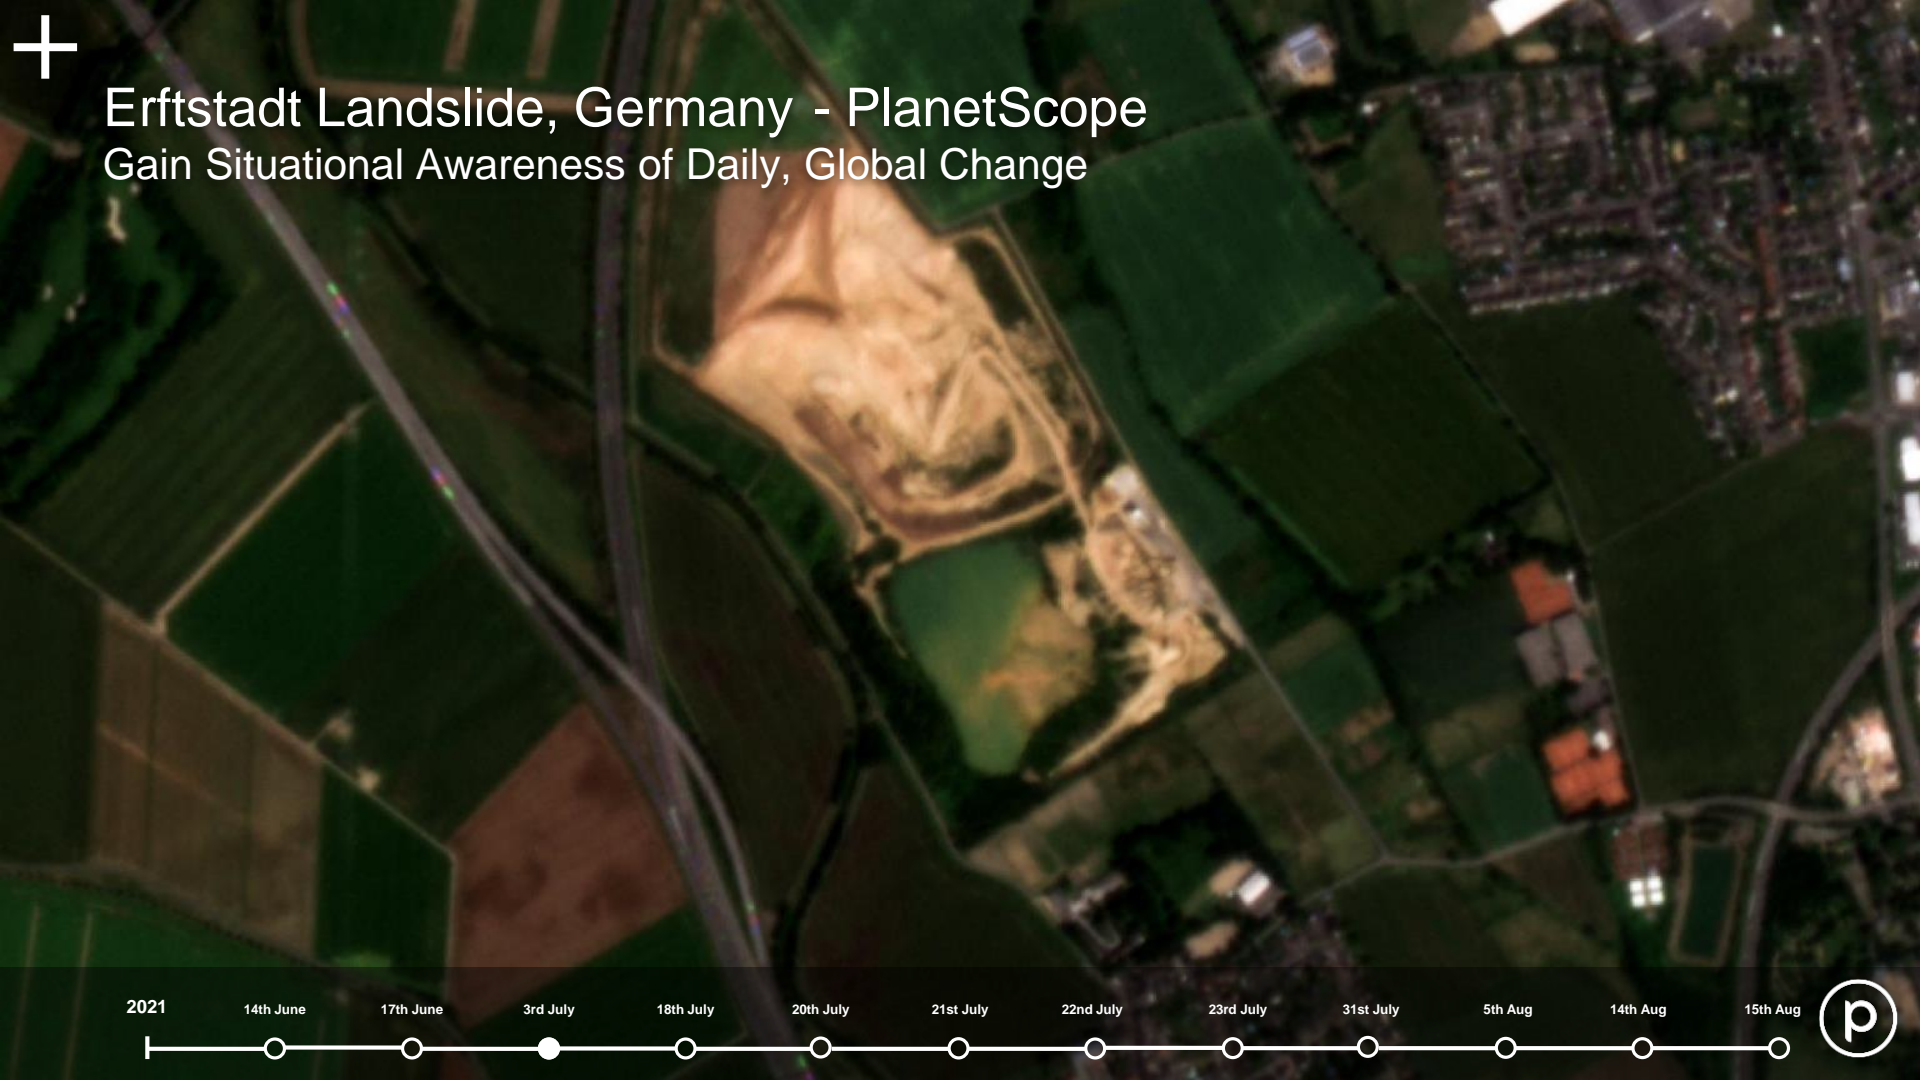 Erftstadt Landslide, Germany - PlanetScope
Gain Situational Awareness of Daily, Global Change
2021
14th June
17th June
3rd July
18th July
20th July
21st July
22nd July
23rd July
31st July
5th Aug
14th Aug
15th Aug
p